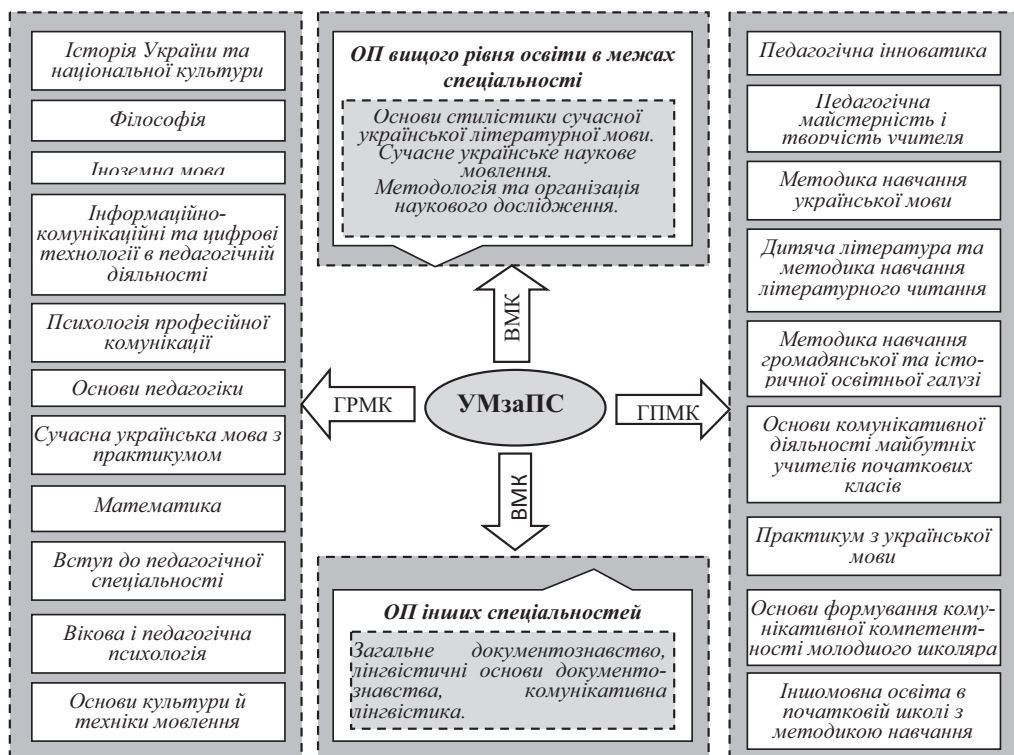 Історія України та
національної культури
Філософія
Іноземна мова
Інформаційно-
комунікаційні та цифрові
технології в педагогічній
діяльності
Психологія професійної
комунікації
Основи педагогіки
Сучасна українська мова з
практикумом
Математика
Вступ до педагогічної
спеціальності
Вікова і педагогічна
психологія
Основи культури й
техніки мовлення
ОП вищого рівня освіти в межах
спеціальності
Основи стилістики сучасної
української літературної мови.
Сучасне українське наукове
мовлення.
Методологія та організація
наукового дослідження.
ВМК
ГРМК
УМзаПС
ГПМК
ВМК
ОП інших спеціальностей
Загальне документознавство,
лінгвістичні основи документо-
знавства, комунікативна
лінгвістика.
Педагогічна інноватика
Педагогічна
майстерність і
творчість учителя
Методика навчання
української мови
Дитяча література та
методика навчання
літературного читання
Методика навчання
громадянської та істо-
ричної освітньої галузі
Основи комунікативної
діяльності майбутніх
учителів початкових
класів
Практикум з української
мови
Основи формування кому-
нікативної компетент-
ності молодшого школяра
Іншомовна освіта в
початковій школі з
методикою навчання